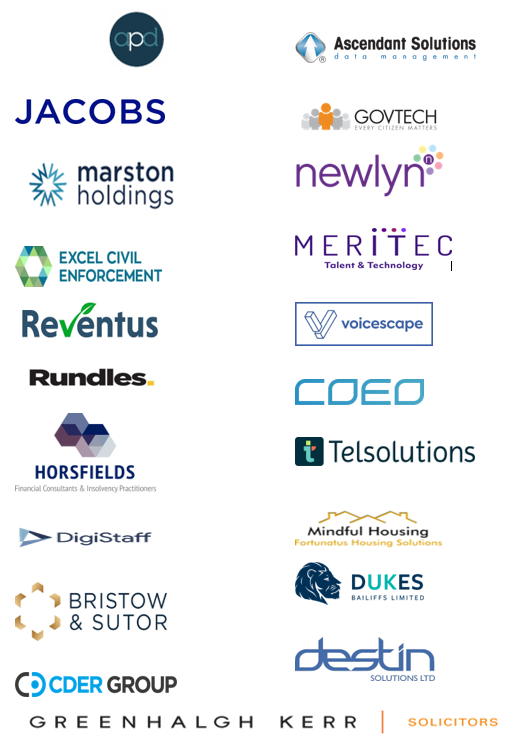 apd
Ascendant Solutions
data management
®
JACOBS
GOVTECH
EVERY CITIZEN MATTERS
marston
holdings
newlyn
n
EXCEL CIVIL
ENFORCEMENT
MERITEC
Talent & Technology
Reventus
voicescape
Rundles.
COEO
HORSFIELDS
Financial Consultants & Insolvency Practitioners
Telsolutions
DigiStaff
Mindful Housing
Fortunatus Housing Solutions
BRISTOW
& SUTOR
DUKES
BAILIFFS LIMITED
CDER GROUP
destin
SOLUTIONS LTD
GREENHALGH KERR | SOLICITORS